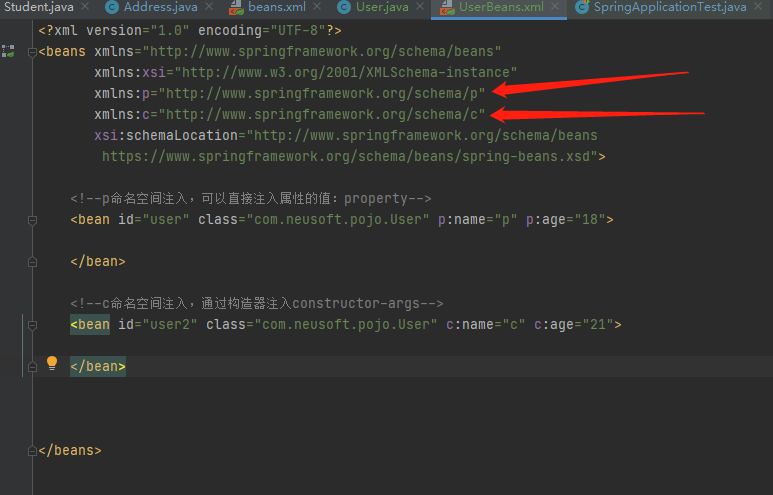 Student.java Address.java beans.xml User.java UserBeans.xml SpringApplicationTest.java
<?xml version="1.0" encoding="UTF-8"?>
<beans xmlns="http://www.springframework.org/schema/beans"
xmlns:xsi="http://www.w3.org/2001/XMLSchema-instance"
xmlns:p="http://www.springframework.org/schema/p"
xmlns:c="http://www.springframework.org/schema/c"
xsi:schemaLocation="http://www.springframework.org/schema/beans
https://www.springframework.org/schema/beans/spring-beans.xsd">
<!--p命名空间注入，可以直接注入属性的值：property-->
<bean id="user" class="com.neusoft.pojo.User" p:name="p" p:age="18">
</bean>
<!--c命名空间注入，通过构造器注入constructor-args-->
<bean id="user2" class="com.neusoft.pojo.User" c:name="c" c:age="21">
</bean>
</beans>